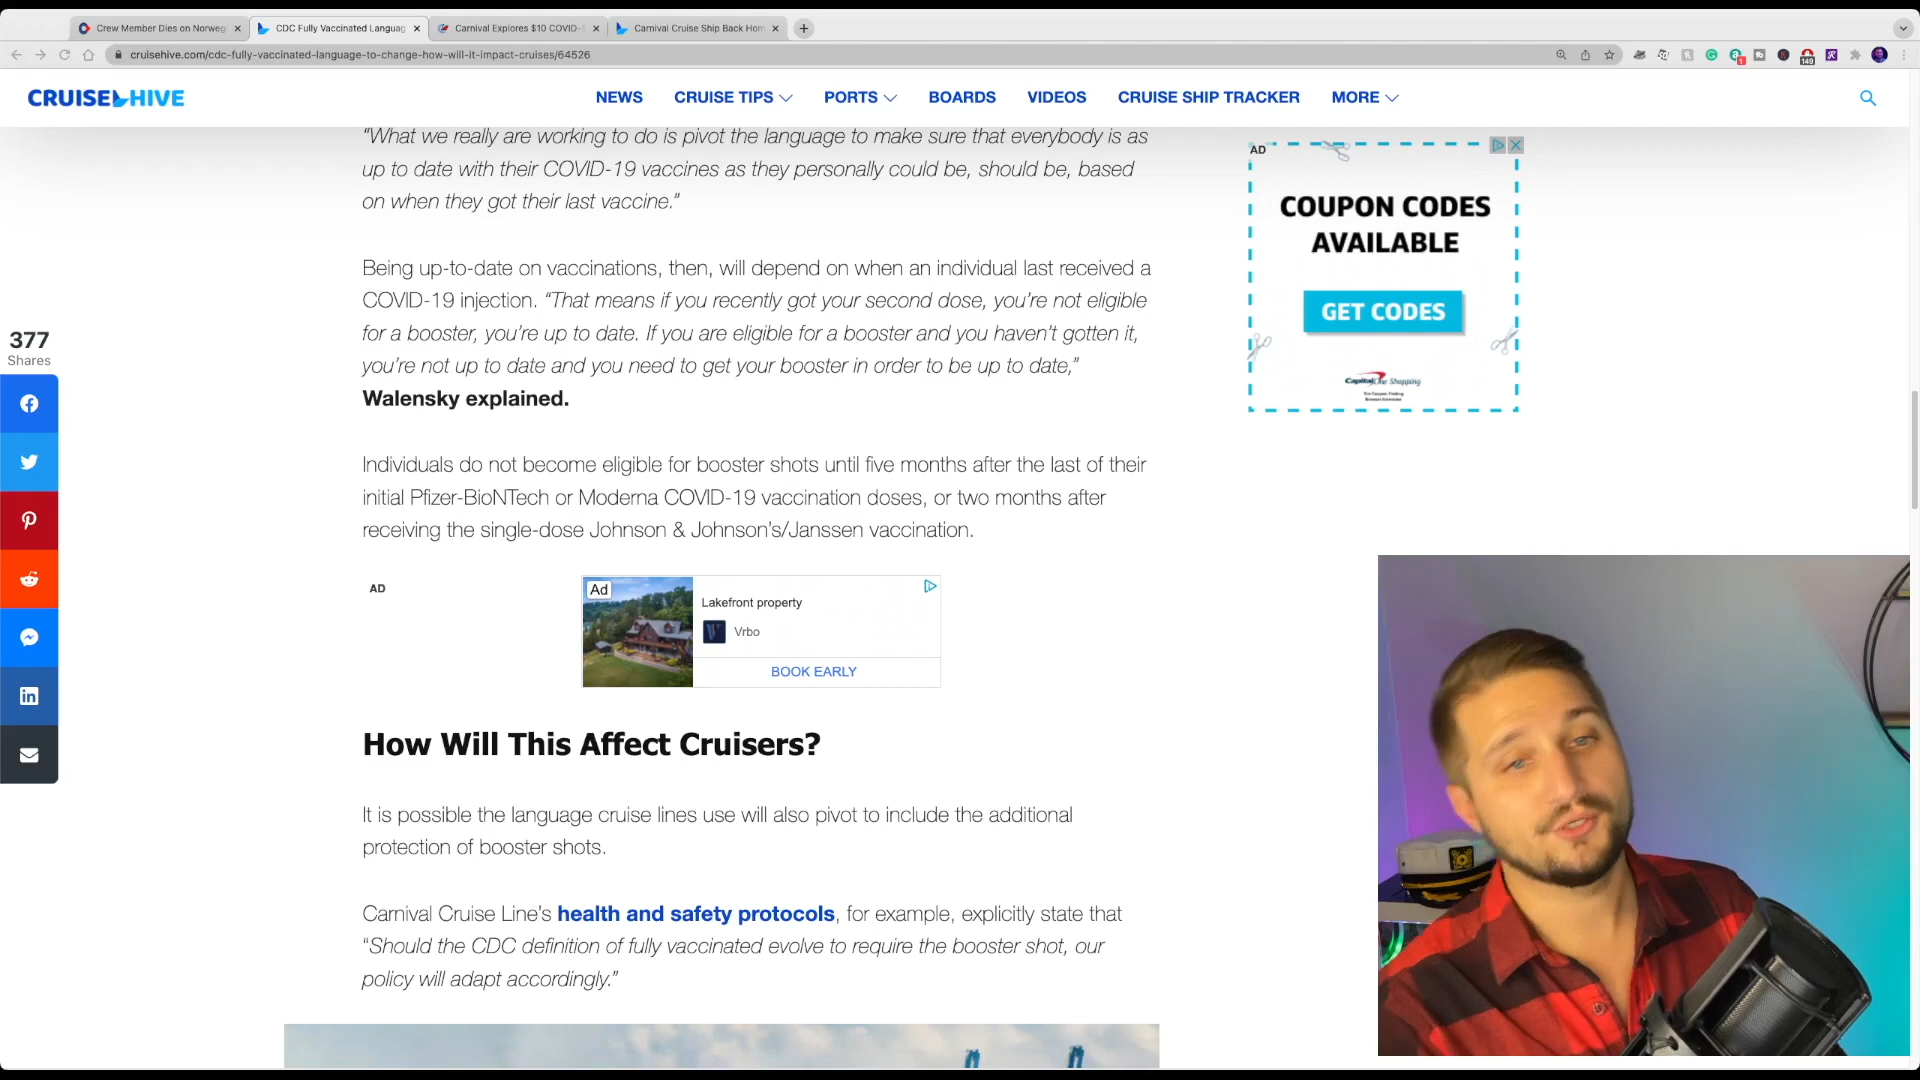 Crew Member Dies on Norweg
CDC Fully Vaccinated Languag
Carnival Explores $10 COVID-1
Carnival Cruise Ship Back Hom
cruisehive.com/cdc-fully-vaccinated-language-to-change-how-will-it-impact-cruises/64526
1
149
CRUISE HIVE
NEWS
CRUISE TIPS
PORTS
BOARDS
VIDEOS
CRUISE SHIP TRACKER
MORE
“What we really are working to do is pivot the language to make sure that everybody is as
up to date with their COVID-19 vaccines as they personally could be, should be, based
on when they got their last vaccine.”
Being up-to-date on vaccinations, then, will depend on when an individual last received a
COVID-19 injection. “That means if you recently got your second dose, you’re not eligible
for a booster, you’re up to date. If you are eligible for a booster and you haven’t gotten it,
you’re not up to date and you need to get your booster in order to be up to date,”
Walensky explained.
Individuals do not become eligible for booster shots until five months after the last of their
initial Pfizer-BioNTech or Moderna COVID-19 vaccination doses, or two months after
receiving the single-dose Johnson & Johnson’s/Janssen vaccination.
AD
Ad
Lakefront property
Vrbo
BOOK EARLY
How Will This Affect Cruisers?
It is possible the language cruise lines use will also pivot to include the additional
protection of booster shots.
Carnival Cruise Line’s health and safety protocols, for example, explicitly state that
“Should the CDC definition of fully vaccinated evolve to require the booster shot, our
policy will adapt accordingly.”
377
Shares
AD
COUPON CODES
AVAILABLE
GET CODES
Capital One Shopping